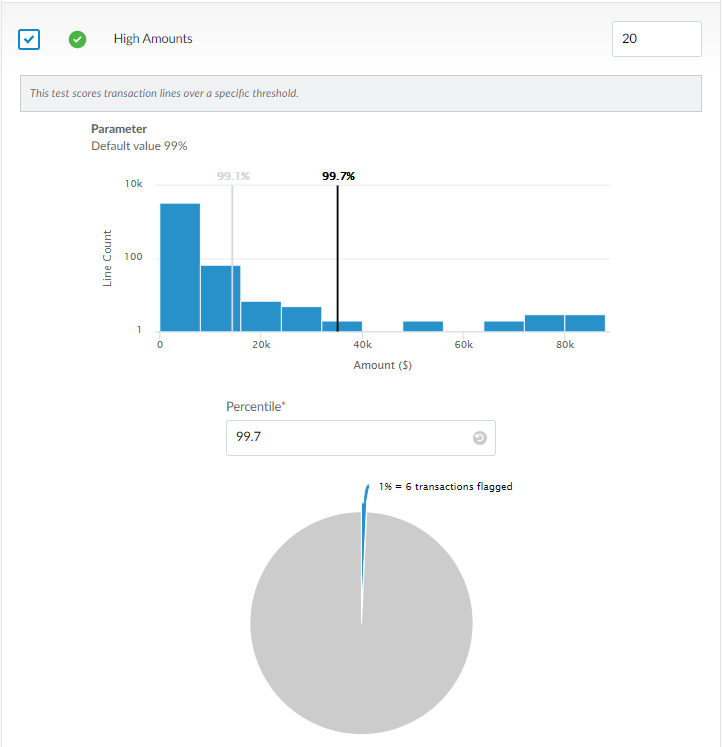 High Amounts
20
This test scores transaction lines over a specific threshold.
Parameter
Default value 99%
99.1% 99.7%
10k
100
1
Line Count
0 20k 40k 60k 80k
Amount ($)
Percentile*
99.7
1% = 6 transactions flagged